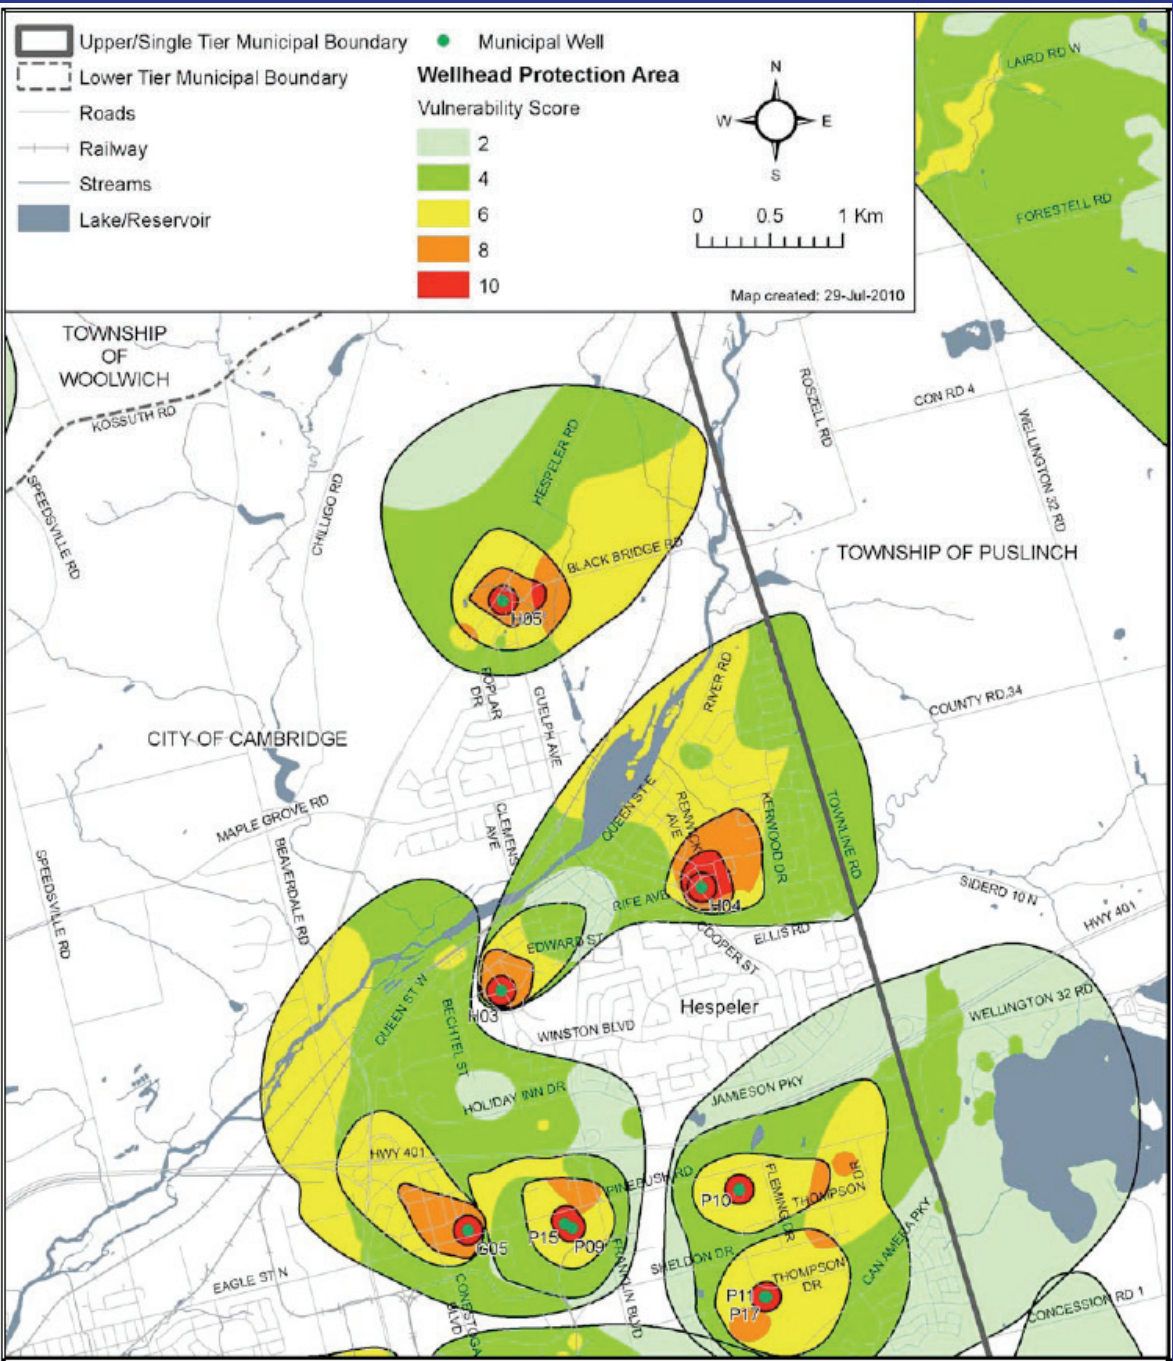 Upper/Single Tier Municipal Boundary
Lower Tier Municipal Boundary
Roads
Railway
Streams
Lake/Reservoir
Municipal Well
Wellhead Protection Area
Vulnerability Score
2
4
6
8
10
N
W E
S
0 0.5 1 Km
Map created: 29-Jul-2010
LAIRD RD W
FORESTELL RD
TOWNSHIP
OF
WOOLWICH
KOSSUTH RD
SPEEDSVILLE RD
CHILLIGO RD
HESPELER RD
ROSZELL RD
CON RD 4
WELLINGTON 32 RD
BLACK BRIDGE RD
TOWNSHIP OF PUSLINCH
H05
POPLAR
DR
GUELPH AVE
RIVER RD
COUNTY RD 34
CITY OF CAMBRIDGE
MAPLE GROVE RD
CLEMENS
AVE
QUEEN ST E
RENWICK
AVE
KERWOOD DR
TOWNLINE RD
SPEEDSVILLE RD
BEAVERDALE RD
RIFE AVE
H04
SIDERD 10 N
HWY 401
EDWARD ST
COOPER ST
ELLIS RD
H03
QUEEN ST W
BECHTEL ST
Hespeler
WINSTON BLVD
WELLINGTON 32 RD
HOLIDAY INN DR
JAMIESON PKY
HWY 401
PINEBUSH RD
P10
FLEMING DR
THOMPSON
DR
G05
P15
P09
FRANKLIN BLVD
SHELDON DR
CAN AMERA PKY
THOMPSON
DR
P11
P17
EAGLE ST N
CONESTOGA
BLVD
CONCESSION RD 1